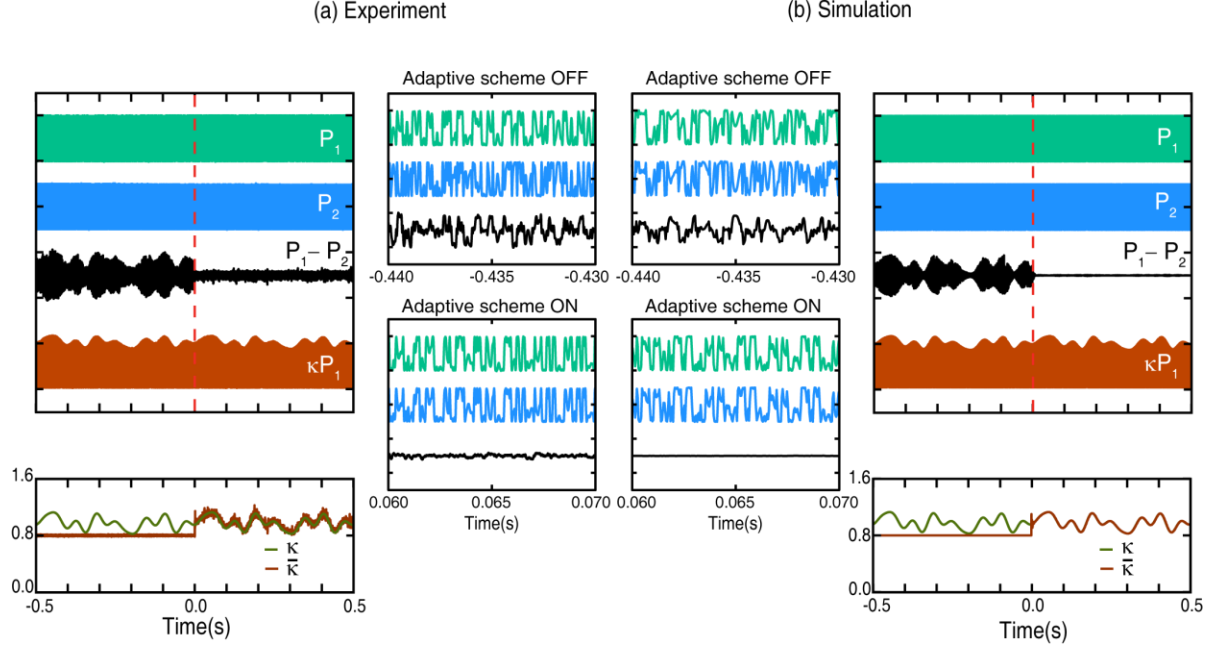 (a) Experiment
(b) Simulation
P1
P2
P1 − P2
κP1
-0.5
0.0
0.5
1.6
0.8
0.0
κ
κ̄
Time(s)
Adaptive scheme OFF
-0.440
-0.435
-0.430
Adaptive scheme ON
0.060
0.065
0.070
Time(s)
Adaptive scheme OFF
-0.440
-0.435
-0.430
Adaptive scheme ON
0.060
0.065
0.070
Time(s)
P1
P2
P1 − P2
κP1
1.6
0.8
0.0
κ
κ̄
-0.5
0.0
0.5
Time(s)